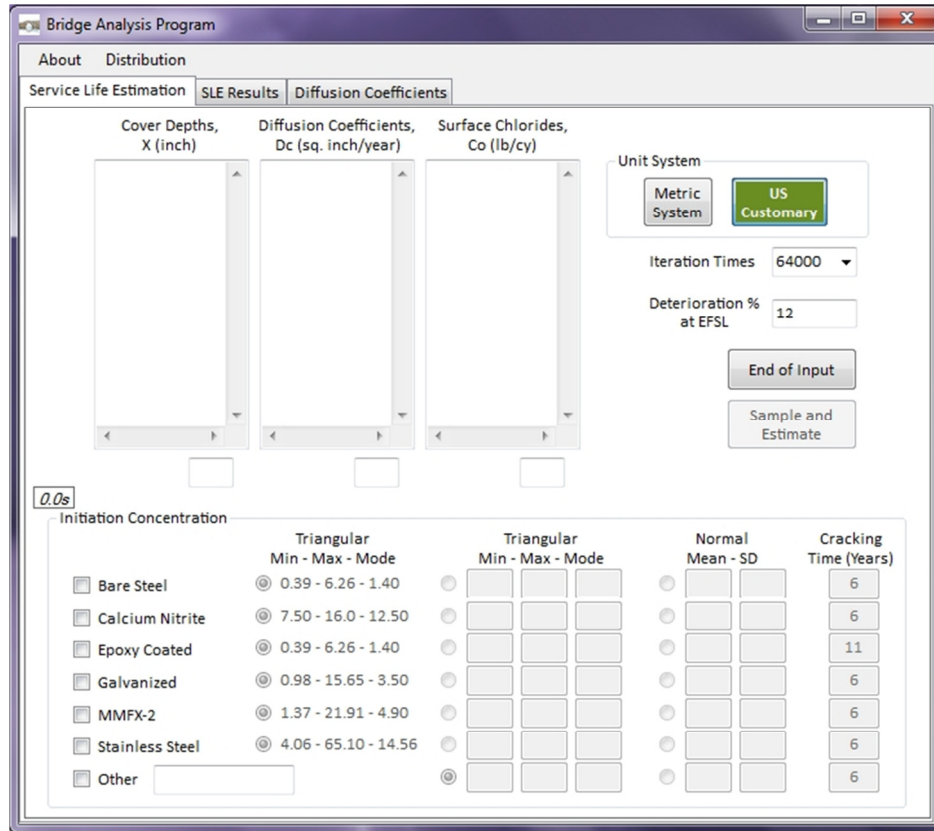 Bridge Analysis Program
About Distribution
Service Life Estimation SLE Results Diffusion Coefficients
Cover Depths, Diffusion Coefficients, Surface Chlorides,
X (inch) Dc (sq. inch/year) Co (lb/cy)
Unit System
Metric US
System Customary
Iteration Times 64000
Deterioration %
at EFSL 12
End of Input
Sample and
Estimate
0.0s
Initiation Concentration
Triangular Triangular Normal Cracking
Min - Max - Mode Min - Max - Mode Mean - SD Time (Years)
Bare Steel 0.39 - 6.26 - 1.40 6
Calcium Nitrite 7.50 - 16.0 - 12.50 6
Epoxy Coated 0.39 - 6.26 - 1.40 11
Galvanized 0.98 - 15.65 - 3.50 6
MMFX-2 1.37 - 21.91 - 4.90 6
Stainless Steel 4.06 - 65.10 - 14.56 6
Other 6